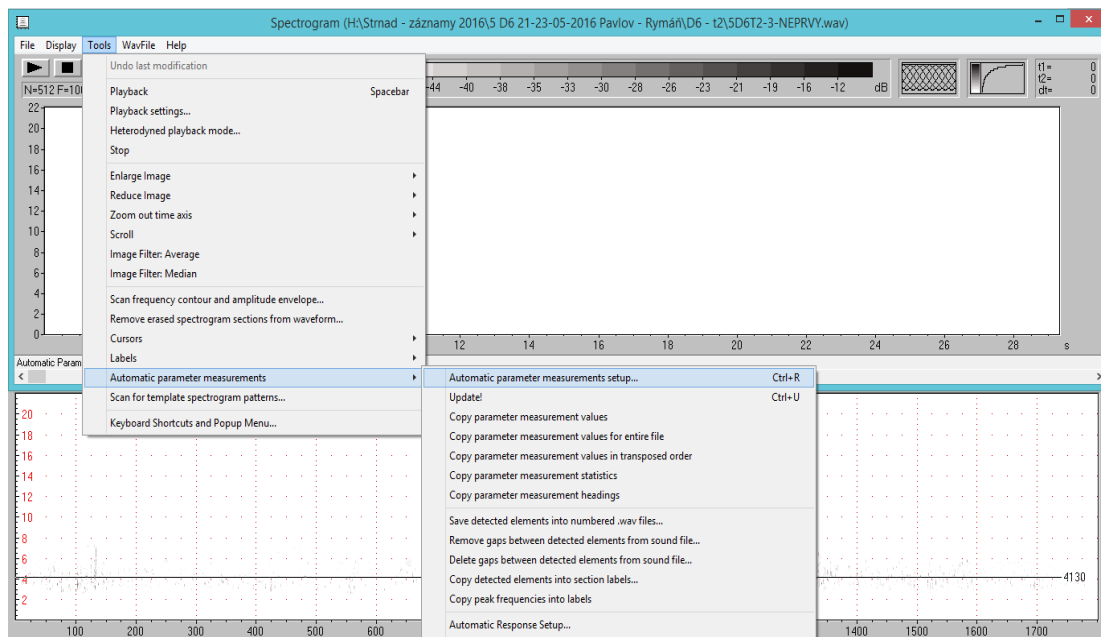 Spectrogram (H:\Strnad - záznamy 2016\5 D6 21-23-05-2016 Pavlov - Rymáň\D6 - t2\5D6T2-3-NEPRVY.wav)
File Display Tools WavFile Help
N=512 F=100
-44 -40 -38 -35 -33 -30 -28 -26 -23 -21 -19 -16 -12 dB
t1= 0
t2= 0
dt= 0
Undo last modification
Playback Spacebar
Playback settings...
Heterodyned playback mode...
Stop
Enlarge Image
Reduce Image
Zoom out time axis
Scroll
Image Filter: Average
Image Filter: Median
Scan frequency contour and amplitude envelope...
Remove erased spectrogram sections from waveform...
Cursors
Labels
Automatic parameter measurements
Scan for template spectrogram patterns...
Keyboard Shortcuts and Popup Menu...
22
20
18
16
14
12
10
8
6
4
2
0
12 14 16 18 20 22 24 26 28 s
Automatic Param
Automatic parameter measurements setup... Ctrl+R
Update! Ctrl+U
Copy parameter measurement values
Copy parameter measurement values for entire file
Copy parameter measurement values in transposed order
Copy parameter measurement statistics
Copy parameter measurement headings
Save detected elements into numbered .wav files...
Remove gaps between detected elements from sound file...
Delete gaps between detected elements from sound file...
Copy detected elements into section labels...
Copy peak frequencies into labels
Automatic Response Setup...
20
18
16
14
12
10
8
6
4
2
4130
100 200 300 400 500 600 1400 1500 1600 1700